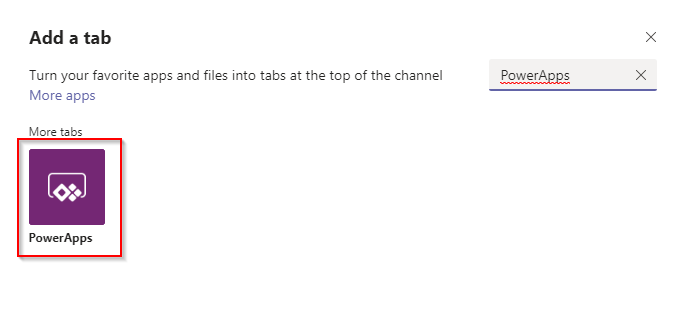 Add a tab
Turn your favorite apps and files into tabs at the top of the channel
More apps
PowerApps
More tabs
PowerApps